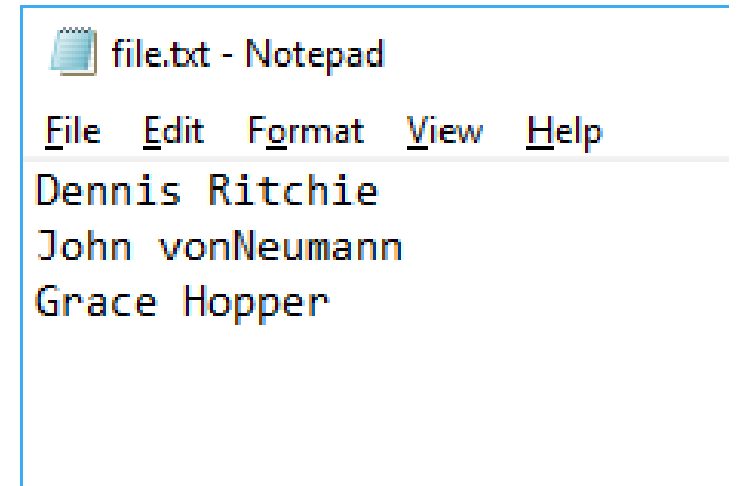 file.txt - Notepad
File Edit Format View Help
Dennis Ritchie
John vonNeumann
Grace Hopper